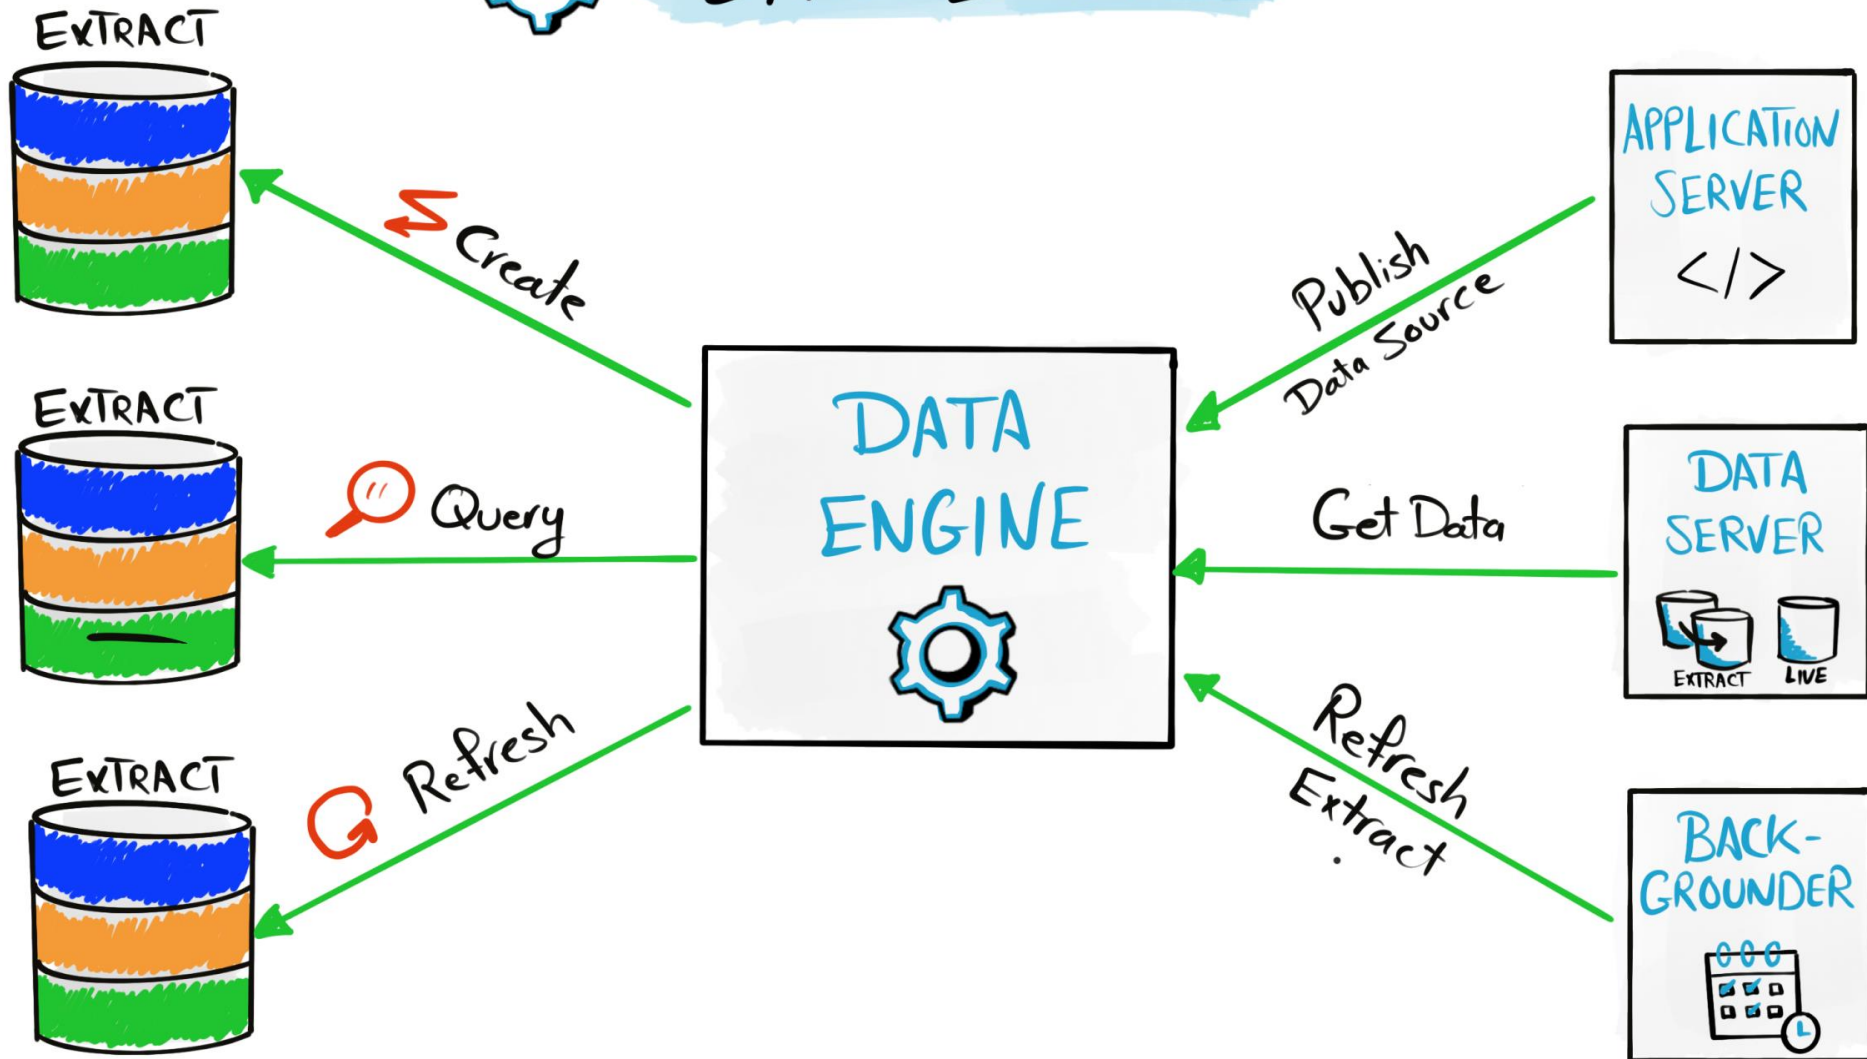 EXTRACT
Create
EXTRACT
Query
EXTRACT
Refresh
DATA
ENGINE
Publish
Data Source
Get Data
Refresh
Extract
APPLICATION
SERVER
</>
DATA
SERVER
EXTRACT
LIVE
BACK-
GROUNDER